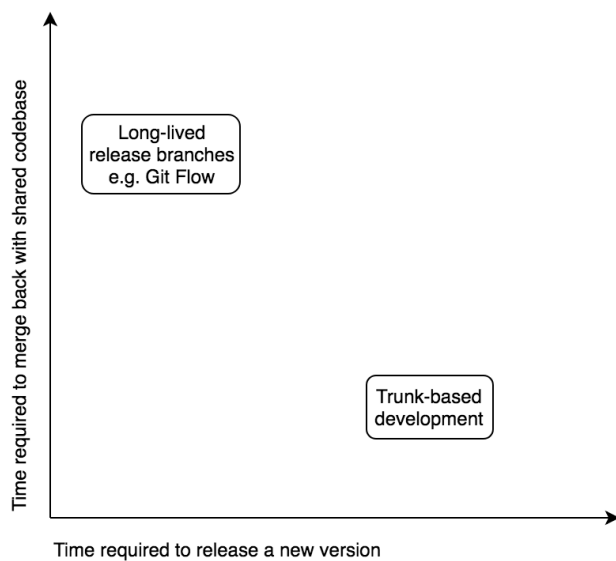 Time required to merge back with shared codebase
Long-lived
release branches
e.g. Git Flow
Trunk-based
development
Time required to release a new version